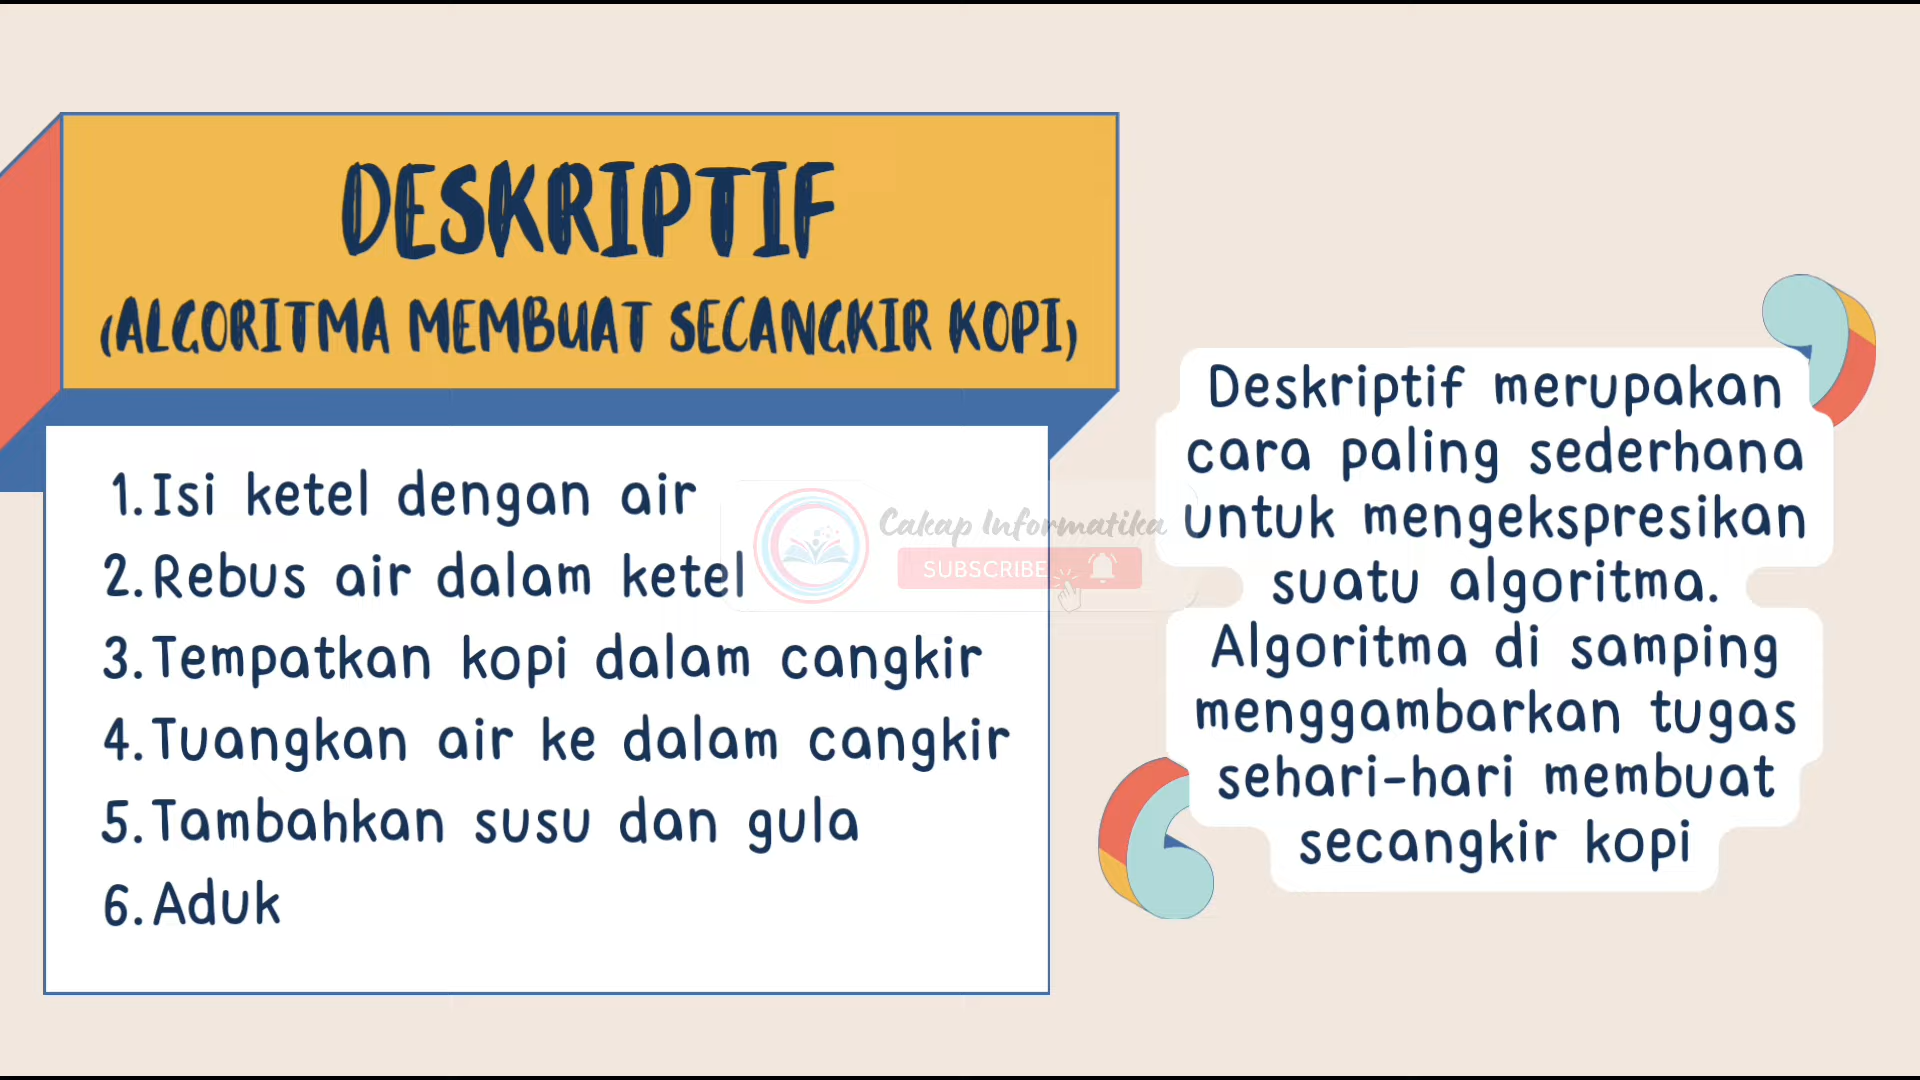 DESKRIPTIF
(ALGORITMA MEMBUAT SECANGKIR KOPI)
1. Isi ketel dengan air
2. Rebus air dalam ketel
3. Tempatkan kopi dalam cangkir
4. Tuangkan air ke dalam cangkir
5. Tambahkan susu dan gula
6. Aduk
Cakap Informatika
SUBSCRIBE
Deskriptif merupakan
cara paling sederhana
untuk mengekspresikan
suatu algoritma.
Algoritma di samping
menggambarkan tugas
sehari-hari membuat
secangkir kopi